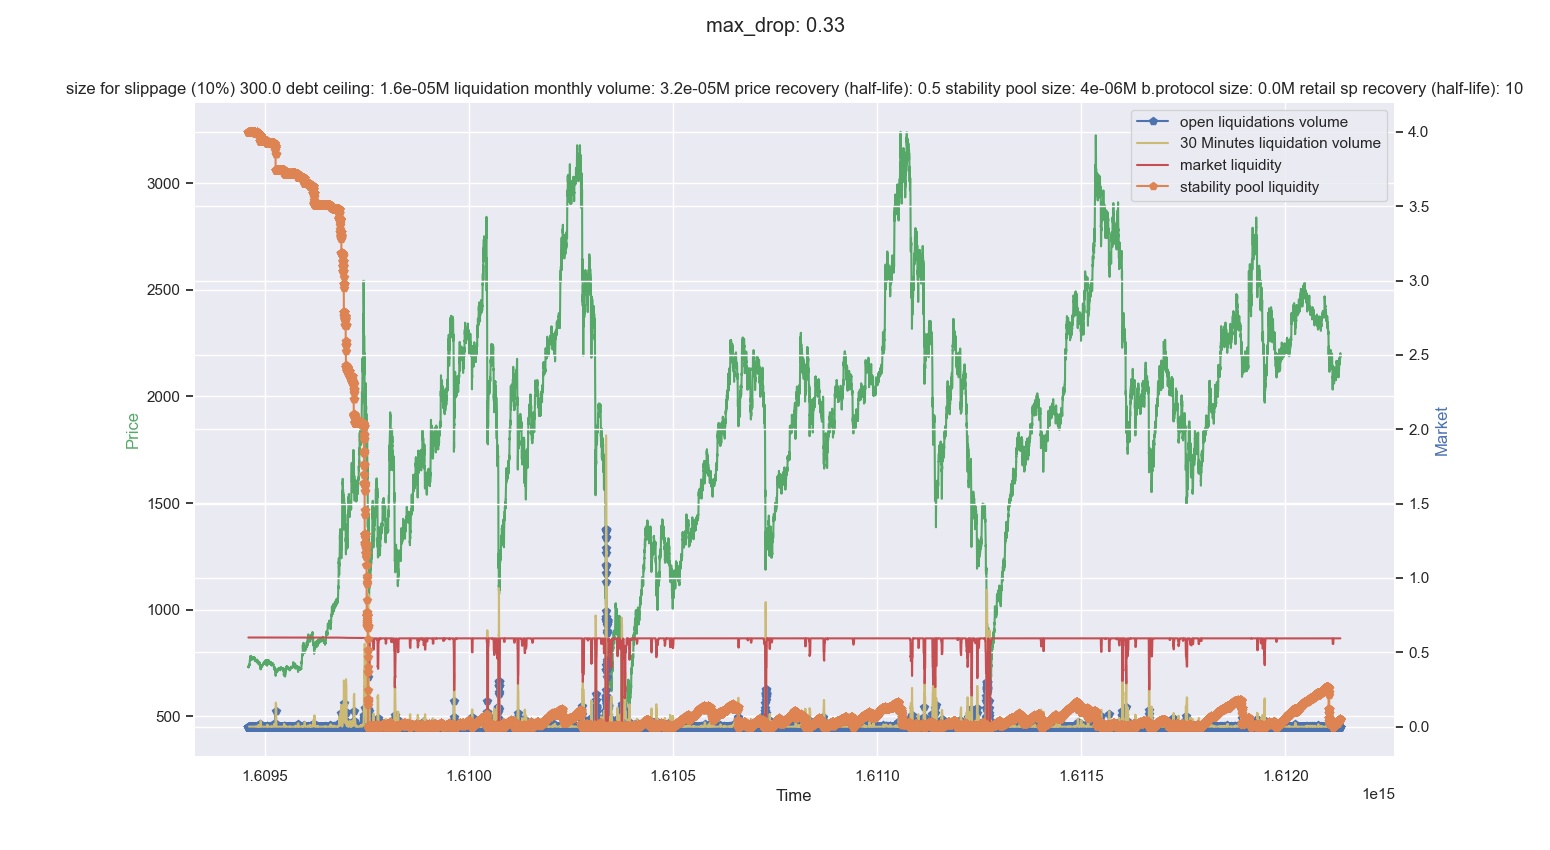 max_drop: 0.33
size for slippage (10%) 300.0 debt ceiling: 1.6e-05M liquidation monthly volume: 3.2e-05M price recovery (half-life): 0.5 stability pool size: 4e-06M b.protocol size: 0.0M retail sp recovery (half-life): 10
open liquidations volume
30 Minutes liquidation volume
market liquidity
stability pool liquidity
Price
3000
2500
2000
1500
1000
500
4.0
3.5
3.0
2.5
2.0
1.5
1.0
0.5
0.0
Market
1.6095 1.6100 1.6105 1.6110 1.6115 1.6120
Time
1e15